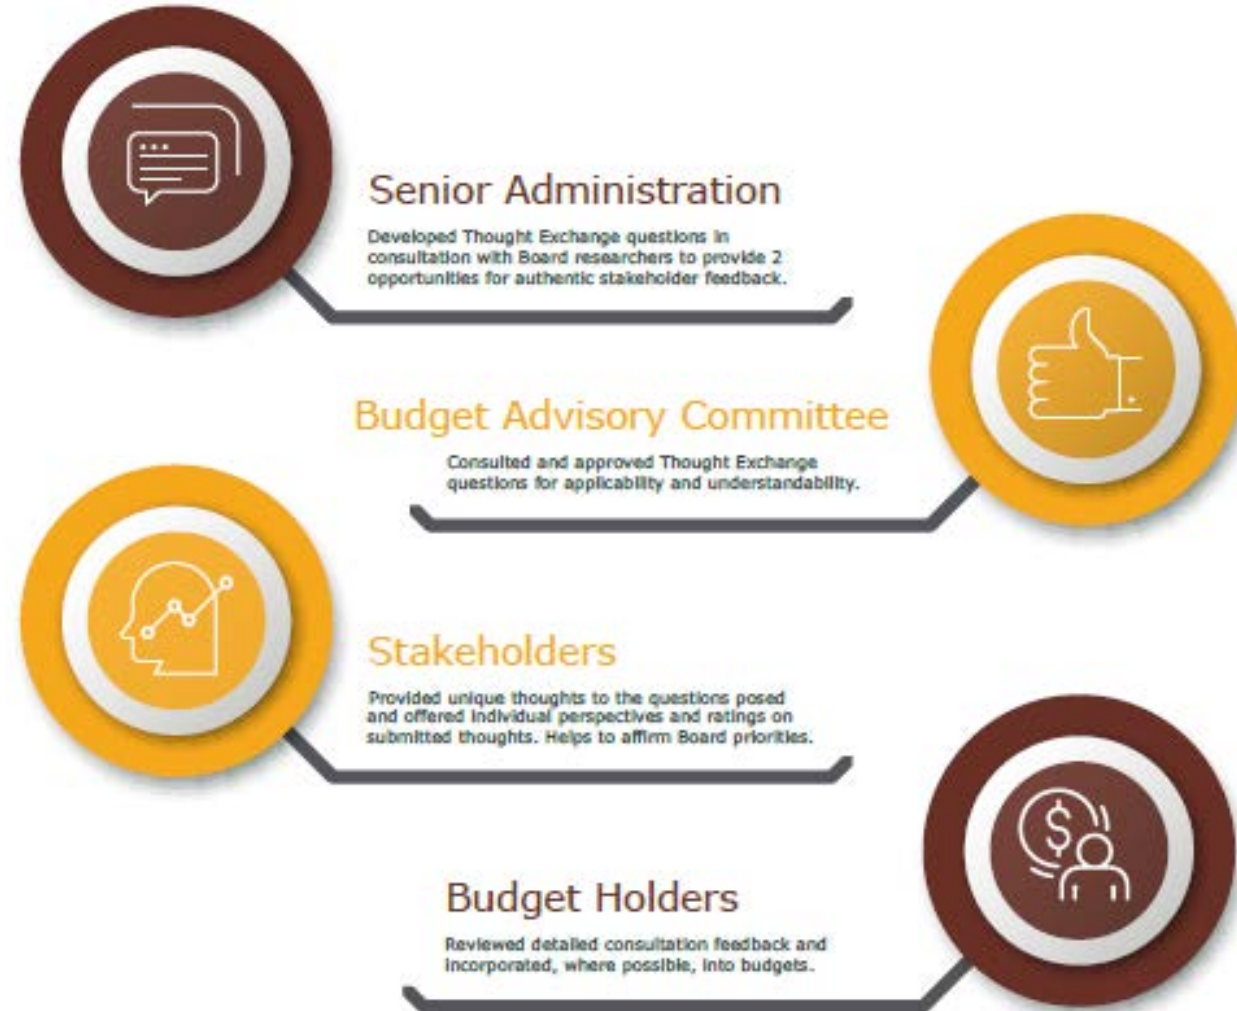 Senior Administration
Developed Thought Exchange questions in
consultation with Board researchers to provide 2
opportunities for authentic stakeholder feedback.
Budget Advisory Committee
Consulted and approved Thought Exchange
questions for applicability and understandability.
Stakeholders
Provided unique thoughts to the questions posed
and offered individual perspectives and ratings on
submitted thoughts. Helps to affirm Board priorities.
Budget Holders
Reviewed detailed consultation feedback and
incorporated, where possible, into budgets.